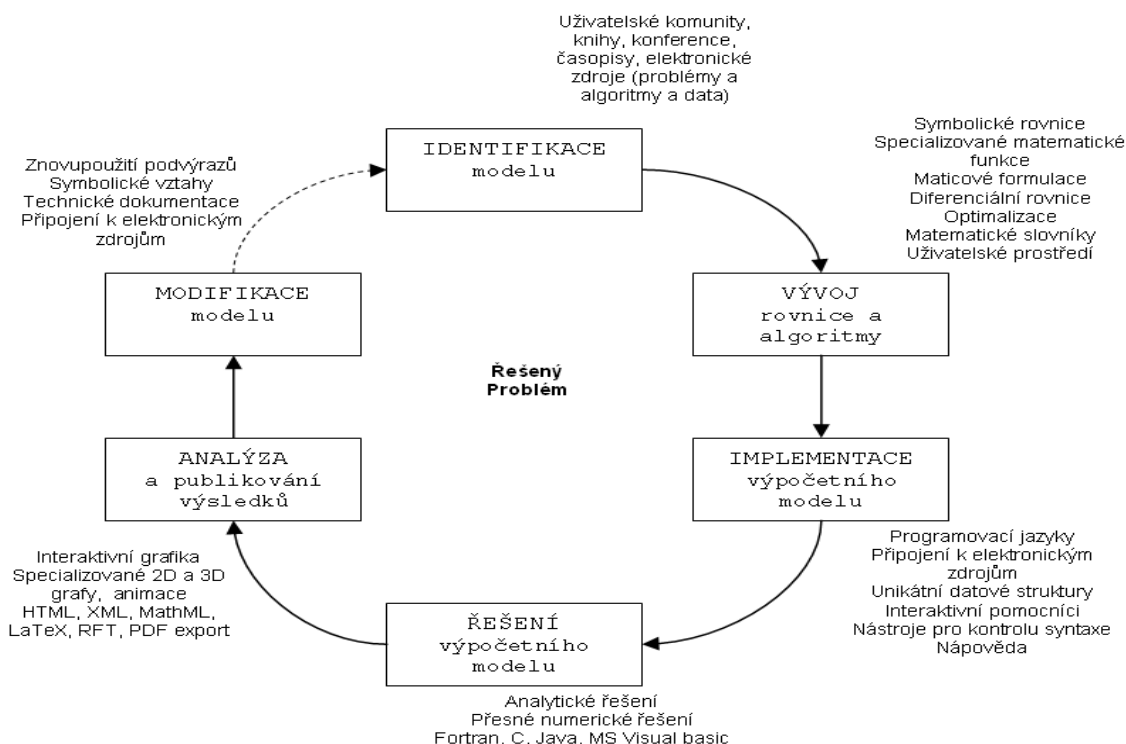 Uživatelské komunity,
knihy, konference,
časopisy, elektronické
zdroje (problémy a
algoritmy a data)
IDENTIFIKACE
modelu
Symbolické rovnice
Specializované matematické
funkce
Maticové formulace
Diferenciální rovnice
Optimalizace
Matematické slovníky
Uživatelské prostředí
Znovupoužití podvýrazů
Symbolické vztahy
Technické dokumentace
Připojení k elektronickým
zdrojům
MODIFIKACE
modelu
VÝVOJ
rovnice a
algoritmy
Řešený
Problém
ANALÝZA
a publikování
výsledků
IMPLEMENTACE
výpočetního
modelu
Interaktivní grafika
Specializované 2D a 3D
grafy, animace
HTML, XML, MathML,
LaTeX, RFT, PDF export
Programovací jazyky
Připojení k elektronickým
zdrojům
Unikátní datové struktury
Interaktivní pomocníci
Nástroje pro kontrolu syntaxe
Nápověda
ŘEŠENÍ
výpočetního
modelu
Analytické řešení
Přesné numerické řešení
Fortran, C, Java, MS Visual basic